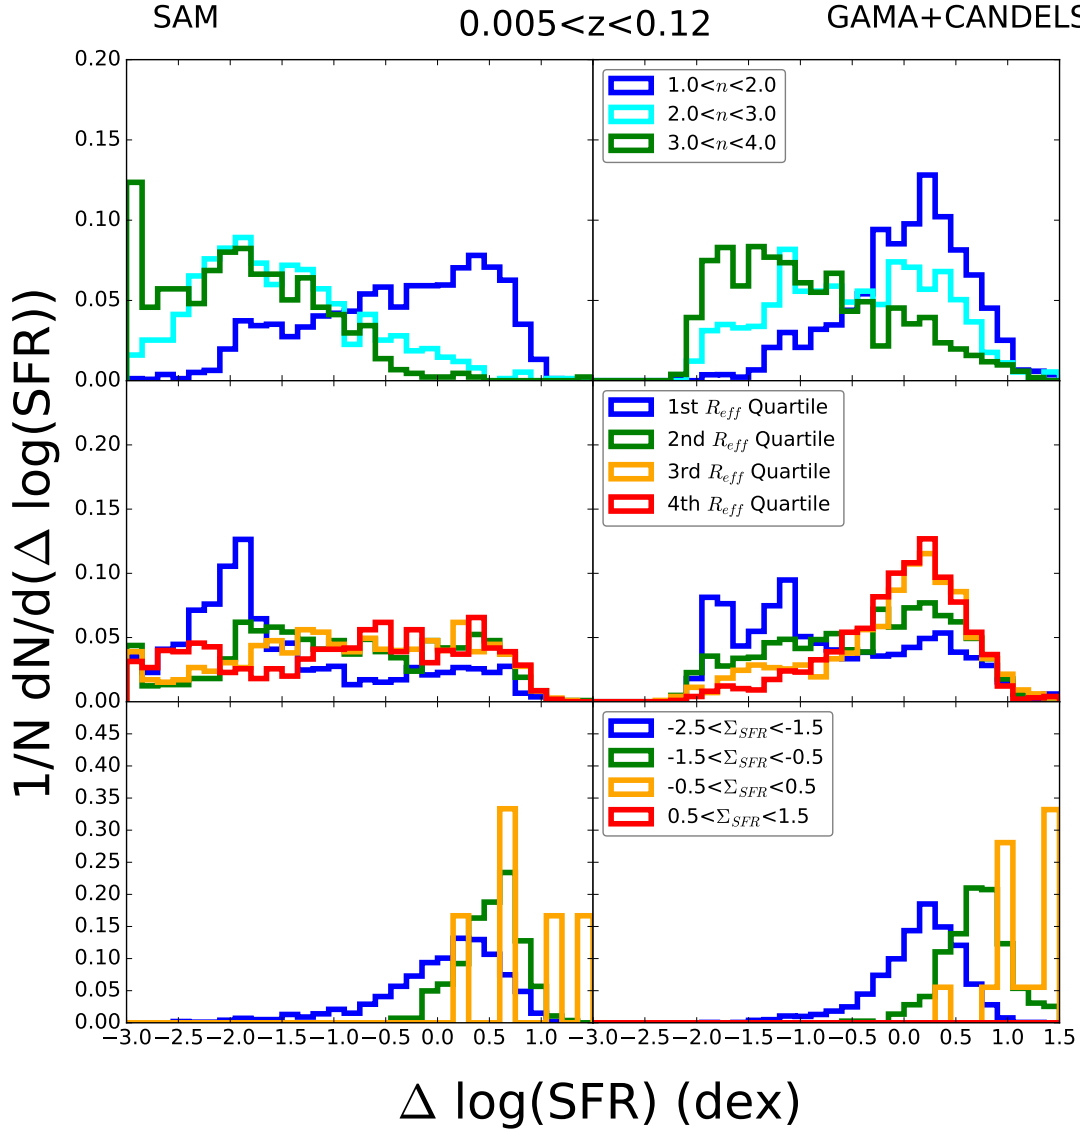 SAM 0.005<z<0.12 GAMA+CANDELS
1/N dN/d(Δ log(SFR))
0.20
0.15
0.10
0.05
0.00
1.0<n<2.0
2.0<n<3.0
3.0<n<4.0
0.20
0.15
0.10
0.05
0.00
1st R_eff Quartile
2nd R_eff Quartile
3rd R_eff Quartile
4th R_eff Quartile
0.45
0.40
0.35
0.30
0.25
0.20
0.15
0.10
0.05
0.00
-2.5<Σ_SFR<-1.5
-1.5<Σ_SFR<-0.5
-0.5<Σ_SFR<0.5
0.5<Σ_SFR<1.5
−3.0 −2.5 −2.0 −1.5 −1.0 −0.5 0.0 0.5 1.0 −3.0 −2.5 −2.0 −1.5 −1.0 −0.5 0.0 0.5 1.0 1.5
Δ log(SFR) (dex)